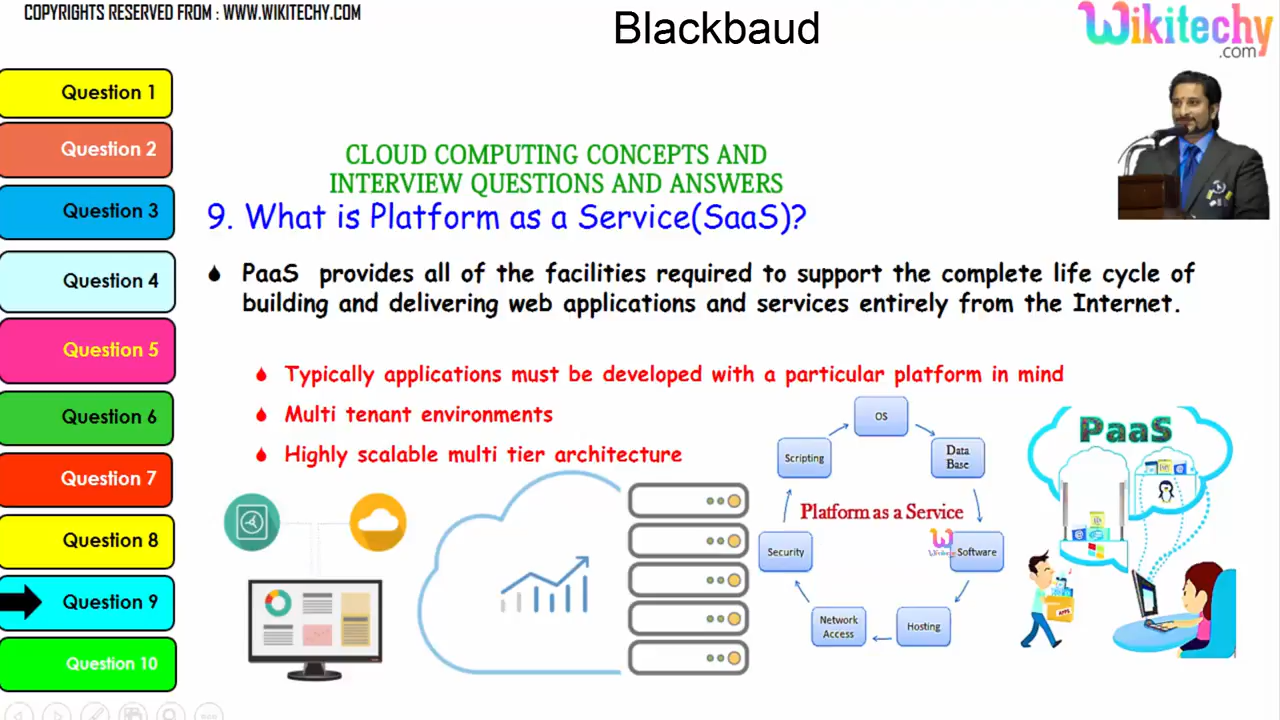 COPYRIGHTS RESERVED FROM : WWW.WIKITECHY.COM
Blackbaud
Wikitechy
.com
Question 1
Question 2
Question 3
Question 4
Question 5
Question 6
Question 7
Question 8
Question 9
Question 10
CLOUD COMPUTING CONCEPTS AND
INTERVIEW QUESTIONS AND ANSWERS
9. What is Platform as a Service(SaaS)?
PaaS provides all of the facilities required to support the complete life cycle of
building and delivering web applications and services entirely from the Internet.
Typically applications must be developed with a particular platform in mind
Multi tenant environments
Highly scalable multi tier architecture
OS
Scripting
Data
Base
Platform as a Service
Security
Software
Network
Access
Hosting
PaaS